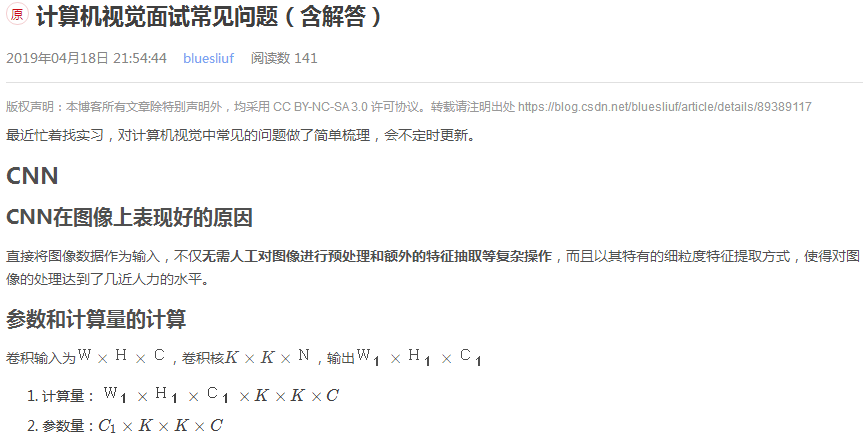 原 计算机视觉面试常见问题（含解答）
2019年04月18日 21:54:44 bluesliuf 阅读数 141
版权声明：本博客所有文章除特别声明外，均采用 CC BY-NC-SA 3.0 许可协议。转载请注明出处 https://blog.csdn.net/bluesliuf/article/details/89389117
最近忙着找实习，对计算机视觉中常见的问题做了简单梳理，会不定时更新。
CNN
CNN在图像上表现好的原因
直接将图像数据作为输入，不仅无需人工对图像进行预处理和额外的特征抽取等复杂操作，而且以其特有的细粒度特征提取方式，使得对图
像的处理达到了几近人力的水平。
参数和计算量的计算
卷积输入为W × H × C，卷积核K × K × N，输出W₁ × H₁ × C₁
1. 计算量： W₁ × H₁ × C₁ × K × K × C
2. 参数量：C₁ × K × K × C